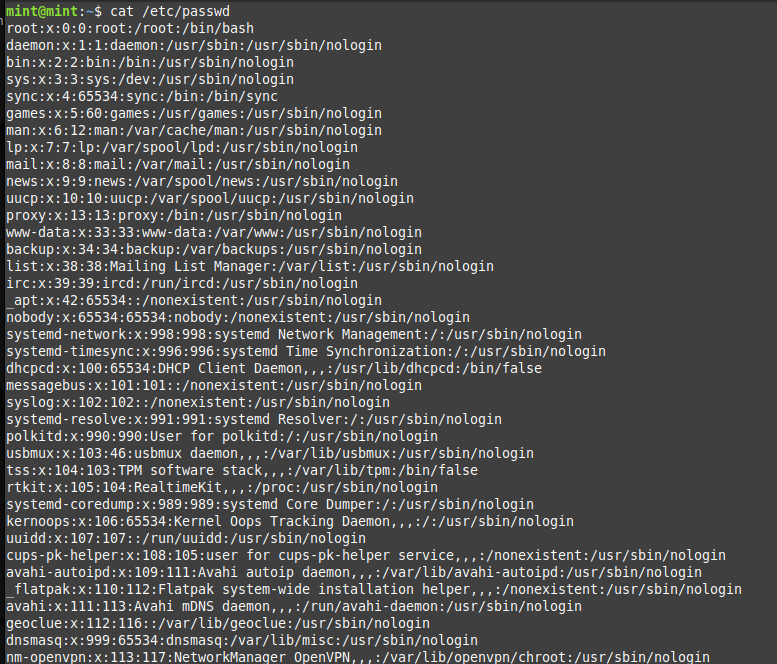 mint@mint:~$ cat /etc/passwd
root:x:0:0:root:/root:/bin/bash
daemon:x:1:1:daemon:/usr/sbin:/usr/sbin/nologin
bin:x:2:2:bin:/bin:/usr/sbin/nologin
sys:x:3:3:sys:/dev:/usr/sbin/nologin
sync:x:4:65534:sync:/bin:/bin/sync
games:x:5:60:games:/usr/games:/usr/sbin/nologin
man:x:6:12:man:/var/cache/man:/usr/sbin/nologin
lp:x:7:7:lp:/var/spool/lpd:/usr/sbin/nologin
mail:x:8:8:mail:/var/mail:/usr/sbin/nologin
news:x:9:9:news:/var/spool/news:/usr/sbin/nologin
uucp:x:10:10:uucp:/var/spool/uucp:/usr/sbin/nologin
proxy:x:13:13:proxy:/bin:/usr/sbin/nologin
www-data:x:33:33:www-data:/var/www:/usr/sbin/nologin
backup:x:34:34:backup:/var/backups:/usr/sbin/nologin
list:x:38:38:Mailing List Manager:/var/list:/usr/sbin/nologin
irc:x:39:39:ircd:/run/ircd:/usr/sbin/nologin
_apt:x:42:65534::/nonexistent:/usr/sbin/nologin
nobody:x:65534:65534:nobody:/nonexistent:/usr/sbin/nologin
systemd-network:x:998:998:systemd Network Management:/:/usr/sbin/nologin
systemd-timesync:x:996:996:systemd Time Synchronization:/:/usr/sbin/nologin
dhcpcd:x:100:65534:DHCP Client Daemon,,,:/usr/lib/dhcpcd:/bin/false
messagebus:x:101:101::/nonexistent:/usr/sbin/nologin
syslog:x:102:102::/nonexistent:/usr/sbin/nologin
systemd-resolve:x:991:991:systemd Resolver:/:/usr/sbin/nologin
polkitd:x:990:990:User for polkitd:/:/usr/sbin/nologin
usbmux:x:103:46:usbmux daemon,,,:/var/lib/usbmux:/usr/sbin/nologin
tss:x:104:103:TPM software stack,,,:/var/lib/tpm:/bin/false
rtkit:x:105:104:RealtimeKit,,,:/proc:/usr/sbin/nologin
systemd-coredump:x:989:989:systemd Core Dumper:/:/usr/sbin/nologin
kernoops:x:106:65534:Kernel Oops Tracking Daemon,,,:/:/usr/sbin/nologin
uuidd:x:107:107::/run/uuidd:/usr/sbin/nologin
cups-pk-helper:x:108:105:user for cups-pk-helper service,,,:/nonexistent:/usr/sbin/nologin
avahi-autoipd:x:109:111:Avahi autoip daemon,,,:/var/lib/avahi-autoipd:/usr/sbin/nologin
_flatpak:x:110:112:Flatpak system-wide installation helper,,,:/nonexistent:/usr/sbin/nologin
avahi:x:111:113:Avahi mDNS daemon,,,:/run/avahi-daemon:/usr/sbin/nologin
geoclue:x:112:116::/var/lib/geoclue:/usr/sbin/nologin
dnsmasq:x:999:65534:dnsmasq:/var/lib/misc:/usr/sbin/nologin
nm-openvpn:x:113:117:NetworkManager OpenVPN,,,:/var/lib/openvpn/chroot:/usr/sbin/nologin